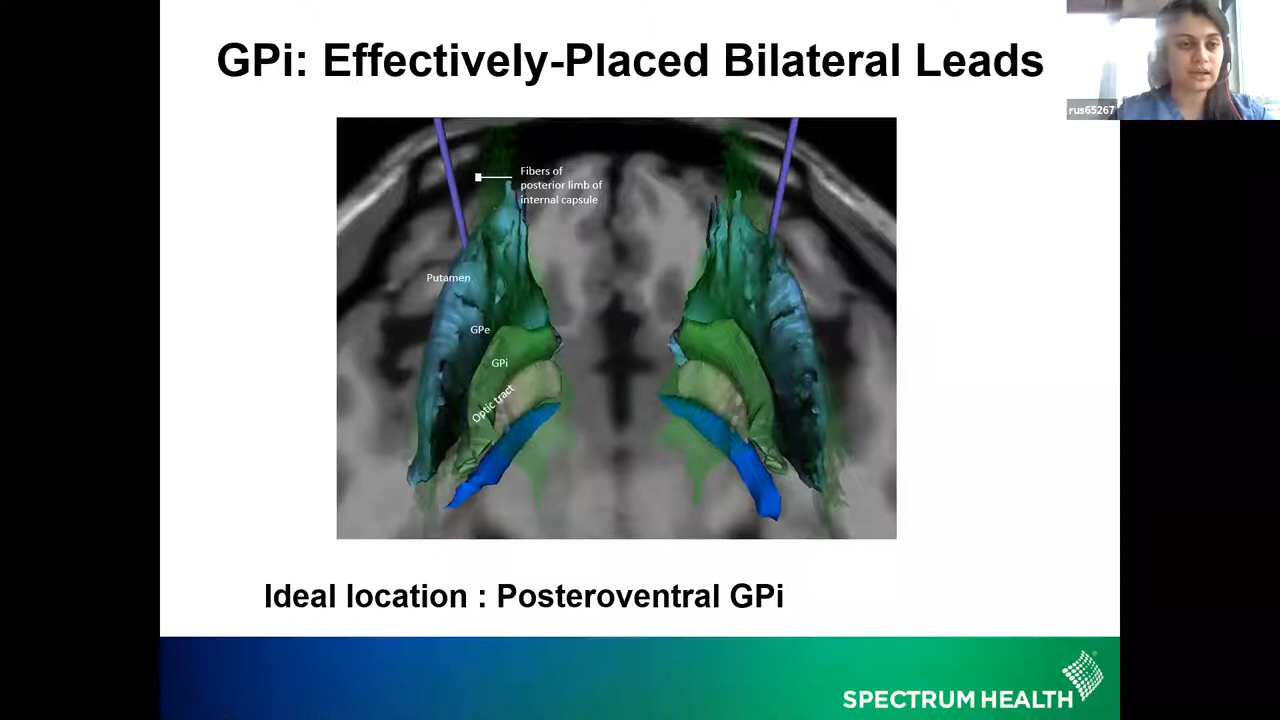 GPi: Effectively-Placed Bilateral Leads
rus65267
Fibers of
posterior limb of
internal capsule
Putamen
GPe
GPi
Optic tract
Ideal location : Posteroventral GPi
SPECTRUM HEALTH